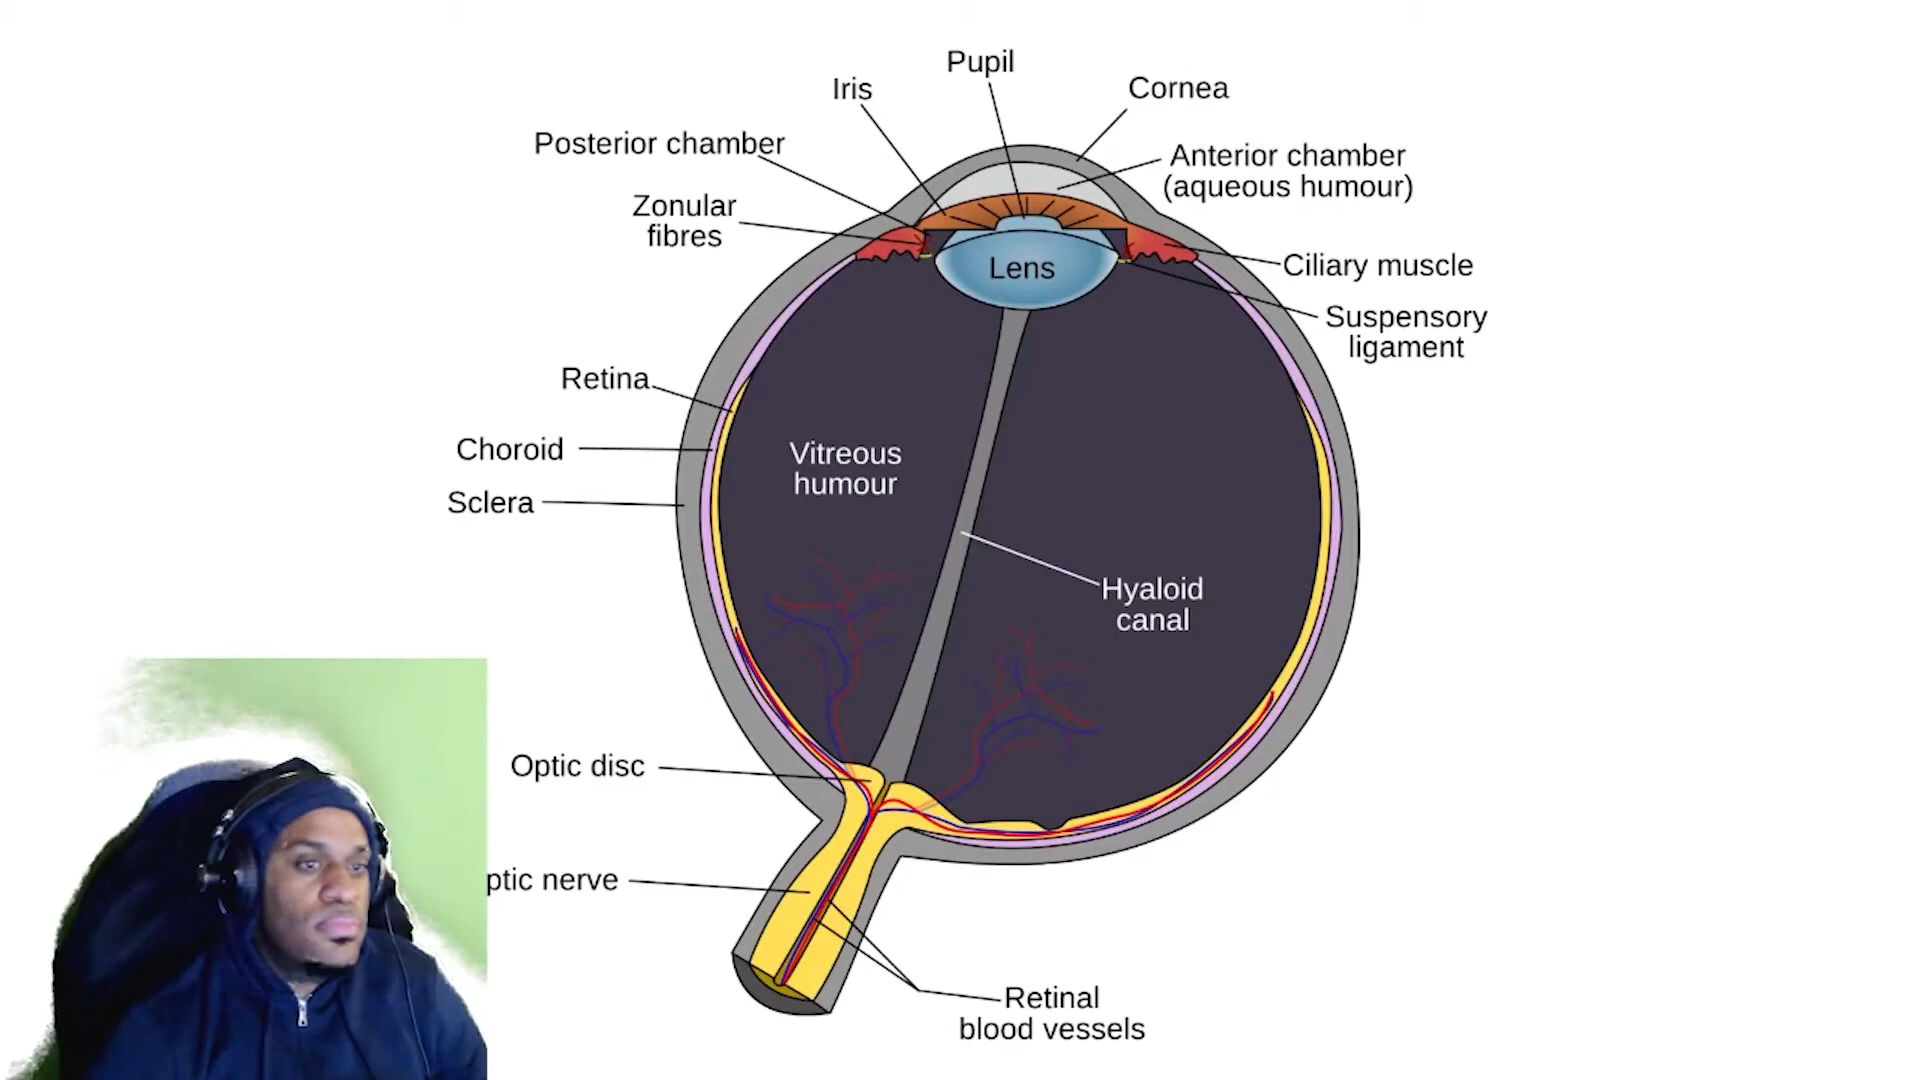 Pupil
Iris
Cornea
Posterior chamber
Anterior chamber
(aqueous humour)
Zonular
fibres
Lens
Ciliary muscle
Suspensory
ligament
Retina
Choroid
Vitreous
humour
Sclera
Hyaloid
canal
Optic disc
ptic nerve
Retinal
blood vessels